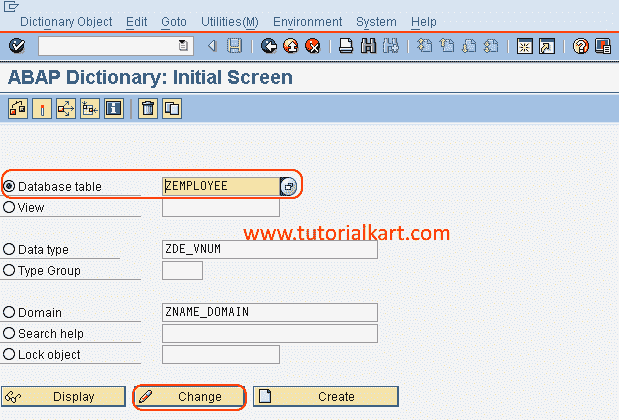 Dictionary Object Edit Goto Utilities(M) Environment System Help
ABAP Dictionary: Initial Screen
Database table ZEMPLOYEE
View
www.tutorialkart.com
Data type ZDE_VNUM
Type Group
Domain ZNAME_DOMAIN
Search help
Lock object
Display Change Create